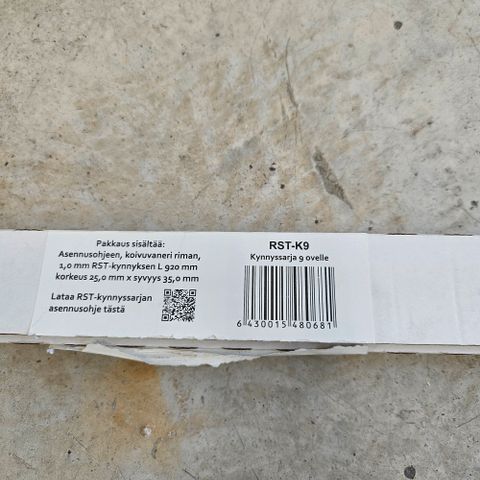 Pakkaus sisältää:
Asennusohjeen, koivuvaneri riman,
1,0 mm RST-kynnyksen L 920 mm
korkeus 25,0 mm x syvyys 35,0 mm
Lataa RST-kynnyssarjan
asennusohje tästä
RST-K9
Kynnyssarja 9 ovelle
6 430015 480681